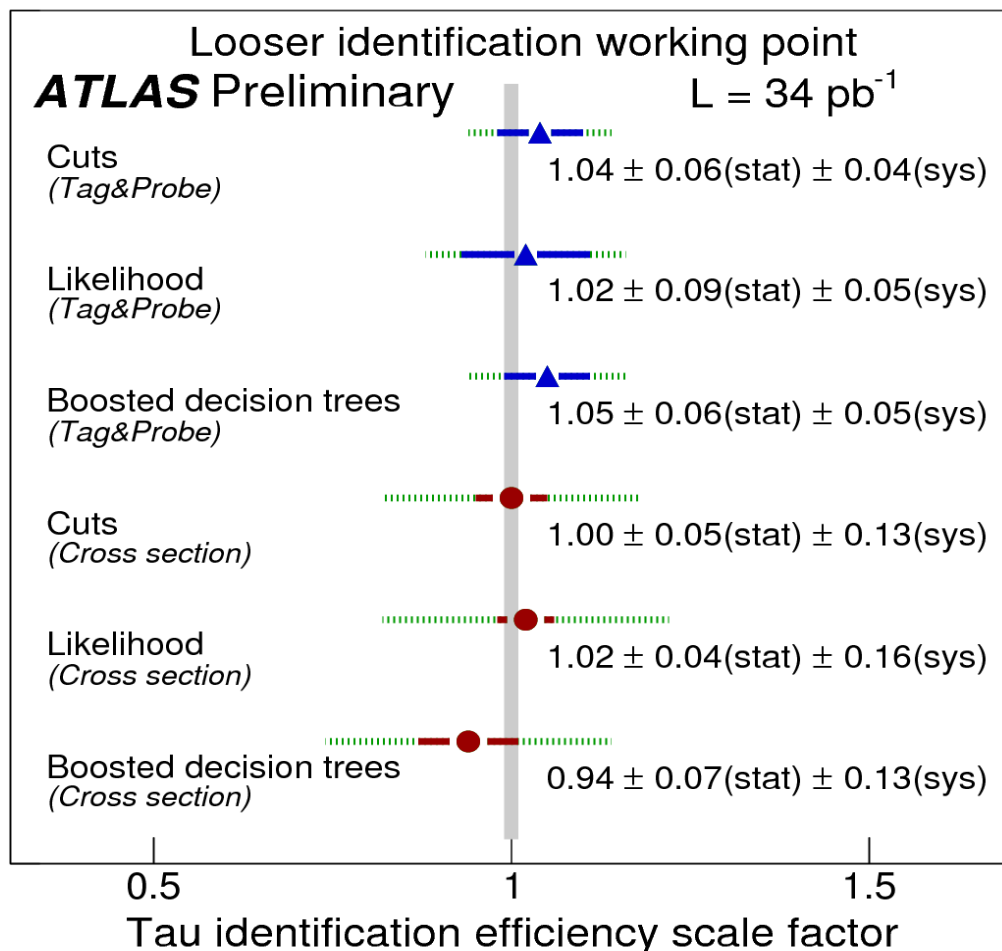 Looser identification working point
ATLAS Preliminary L = 34 pb⁻¹
Cuts
(Tag&Probe)
1.04 ± 0.06(stat) ± 0.04(sys)
Likelihood
(Tag&Probe)
1.02 ± 0.09(stat) ± 0.05(sys)
Boosted decision trees
(Tag&Probe)
1.05 ± 0.06(stat) ± 0.05(sys)
Cuts
(Cross section)
1.00 ± 0.05(stat) ± 0.13(sys)
Likelihood
(Cross section)
1.02 ± 0.04(stat) ± 0.16(sys)
Boosted decision trees
(Cross section)
0.94 ± 0.07(stat) ± 0.13(sys)
0.5 1 1.5
Tau identification efficiency scale factor